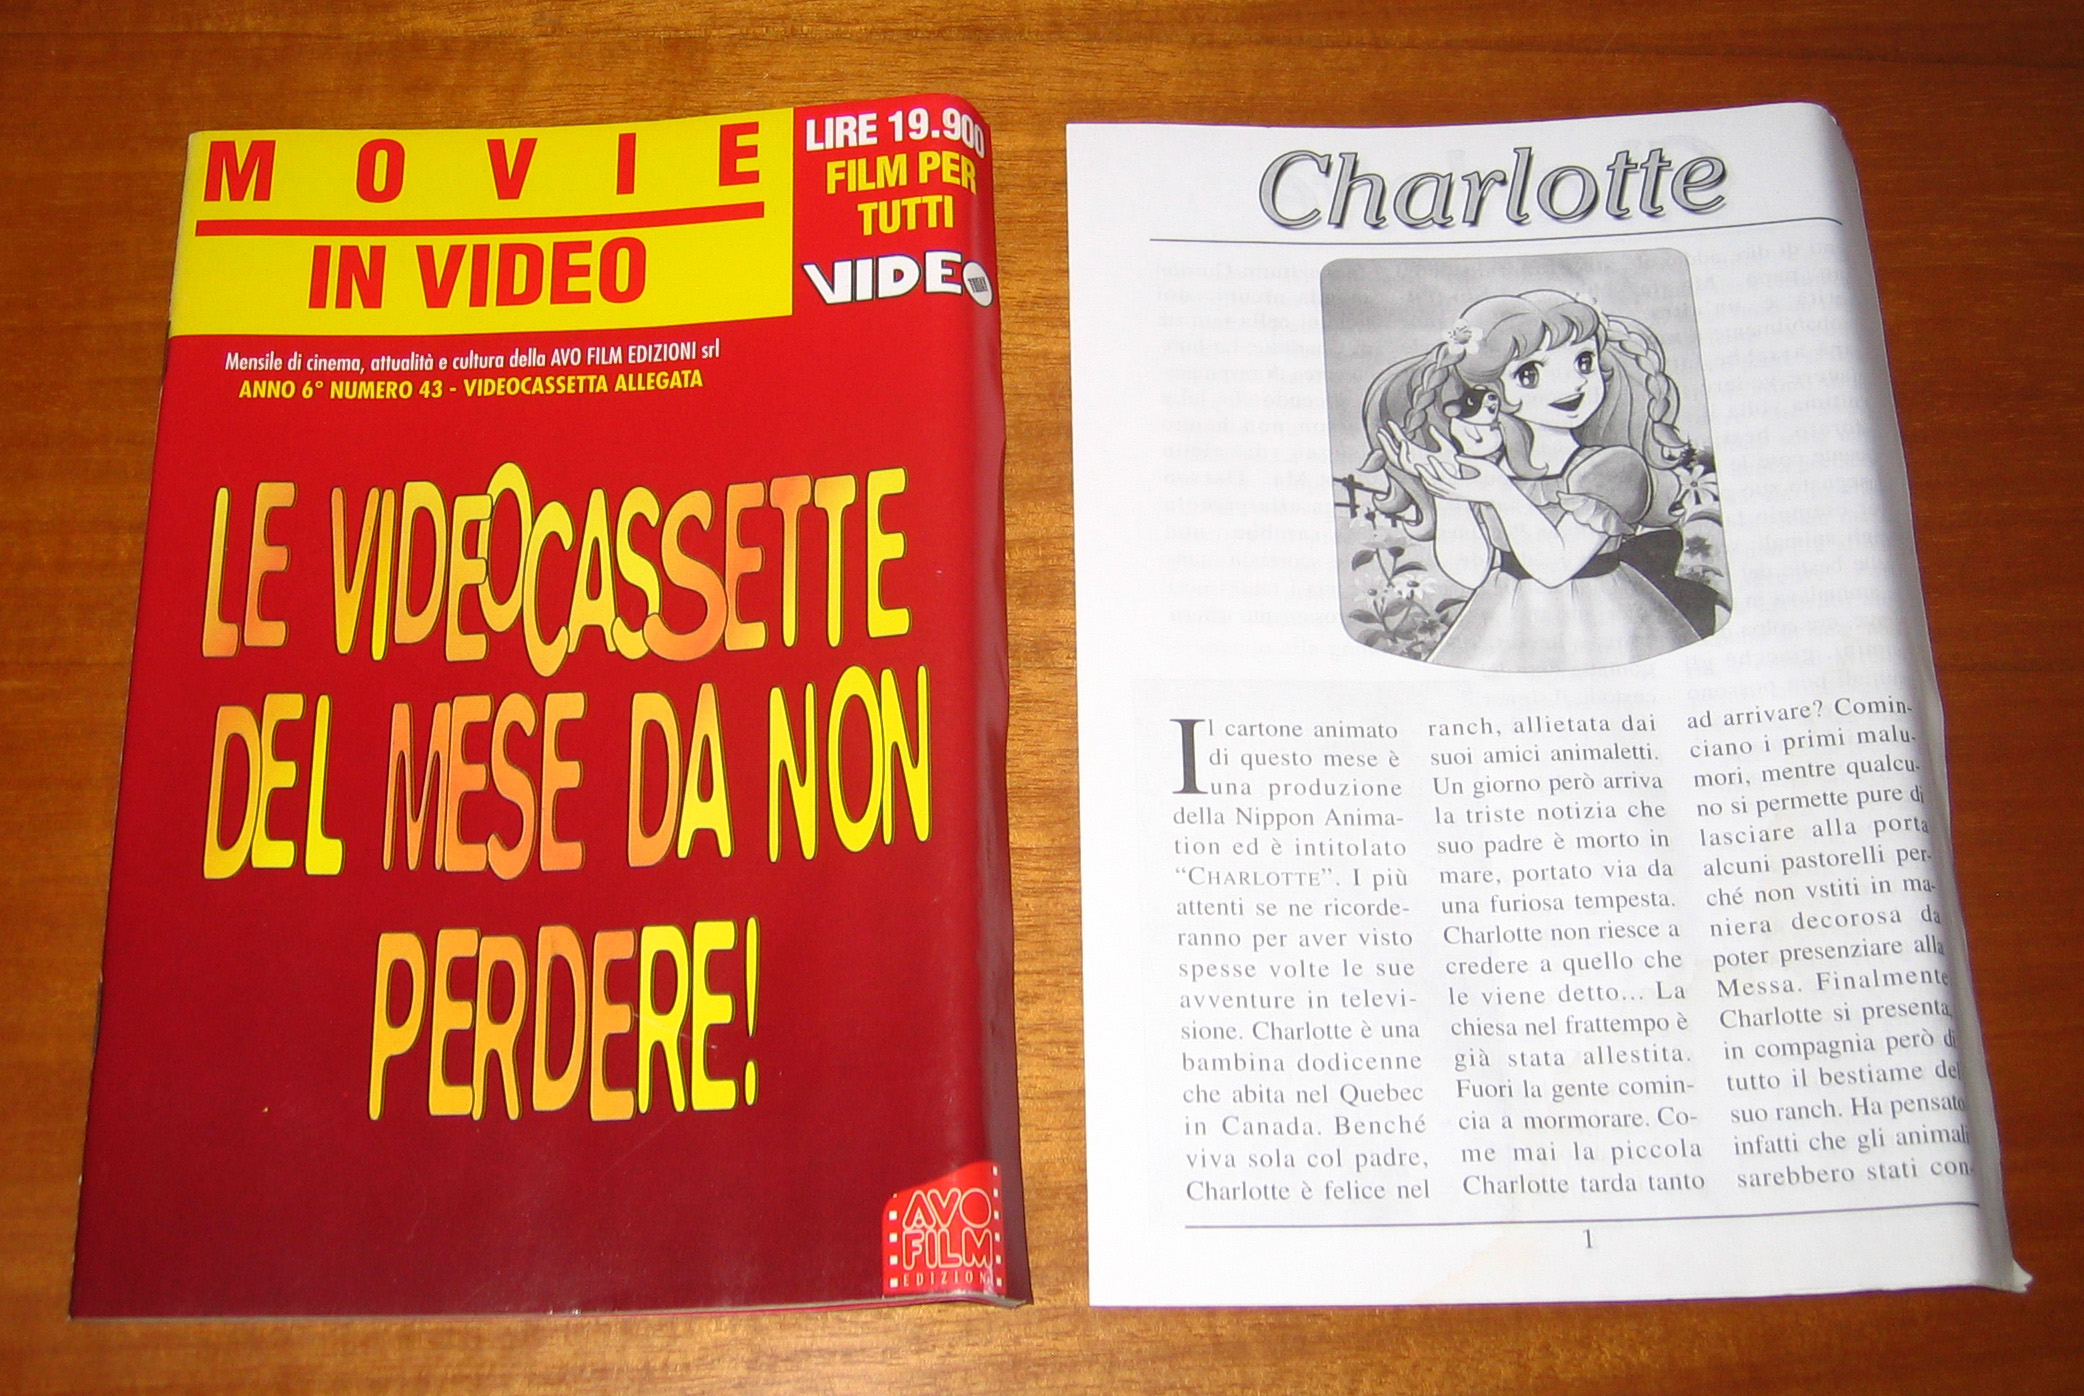 MOVIE
IN VIDEO
LIRE 19.900
FILM PER
TUTTI
VIDEO
TODAY
Mensile di cinema, attualità e cultura della AVO FILM EDIZIONI srl
ANNO 6° NUMERO 43 - VIDEOCASSETTA ALLEGATA
LE VIDEOCASSETTE
DEL MESE DA NON
PERDERE!
AVO
FILM
EDIZIONI
Charlotte
Il cartone animato
di questo mese è
una produzione
della Nippon Anima-
tion ed è intitolato
“CHARLOTTE”. I più
attenti se ne ricorde-
ranno per aver visto
spesse volte le sue
avventure in televi-
sione. Charlotte è una
bambina dodicenne
che abita nel Quebec
in Canada. Benché
viva sola col padre,
Charlotte è felice nel
ranch, allietata dai
suoi amici animaletti.
Un giorno però arriva
la triste notizia che
suo padre è morto in
mare, portato via da
una furiosa tempesta.
Charlotte non riesce a
credere a quello che
le viene detto... La
chiesa nel frattempo è
già stata allestita.
Fuori la gente comin-
cia a mormorare. Co-
me mai la piccola
Charlotte tarda tanto
ad arrivare? Comin-
ciano i primi malu-
mori, mentre qualcu-
no si permette pure di
lasciare alla porta
alcuni pastorelli per-
ché non vstiti in ma-
niera decorosa da
poter presenziare alla
Messa. Finalmente
Charlotte si presenta,
in compagnia però di
tutto il bestiame del
suo ranch. Ha pensato
infatti che gli animali
sarebbero stati con-
1